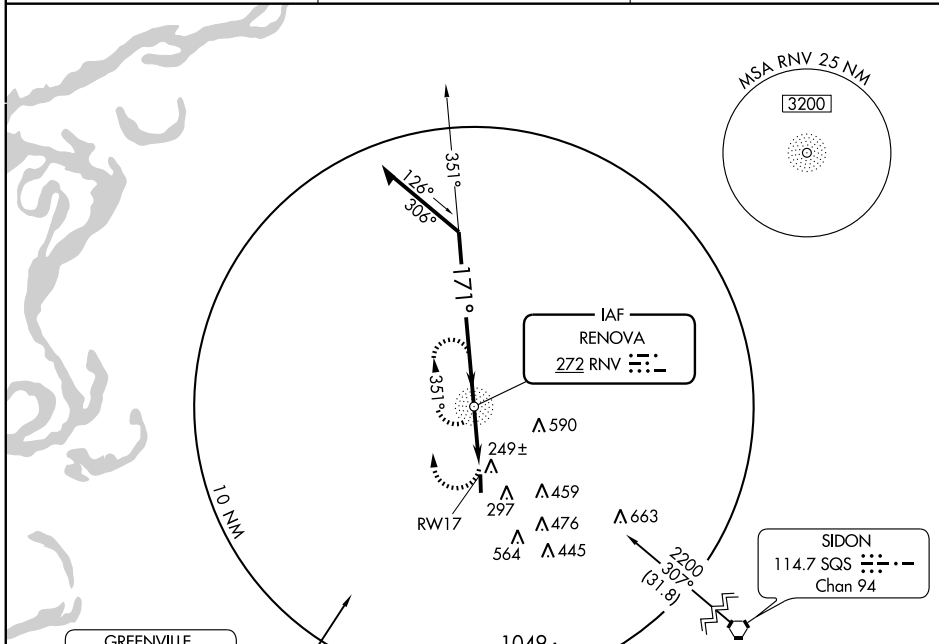 MSA RNV 25 NM
3200
351°
126°
306°
171°
IAF
RENOVA
272 RNV
351°
590
249±
459
297
RW17
476
663
564
445
10 NM
2200
307°
(31.8)
SIDON
114.7 SQS
Chan 94
GREENVILLE
1049